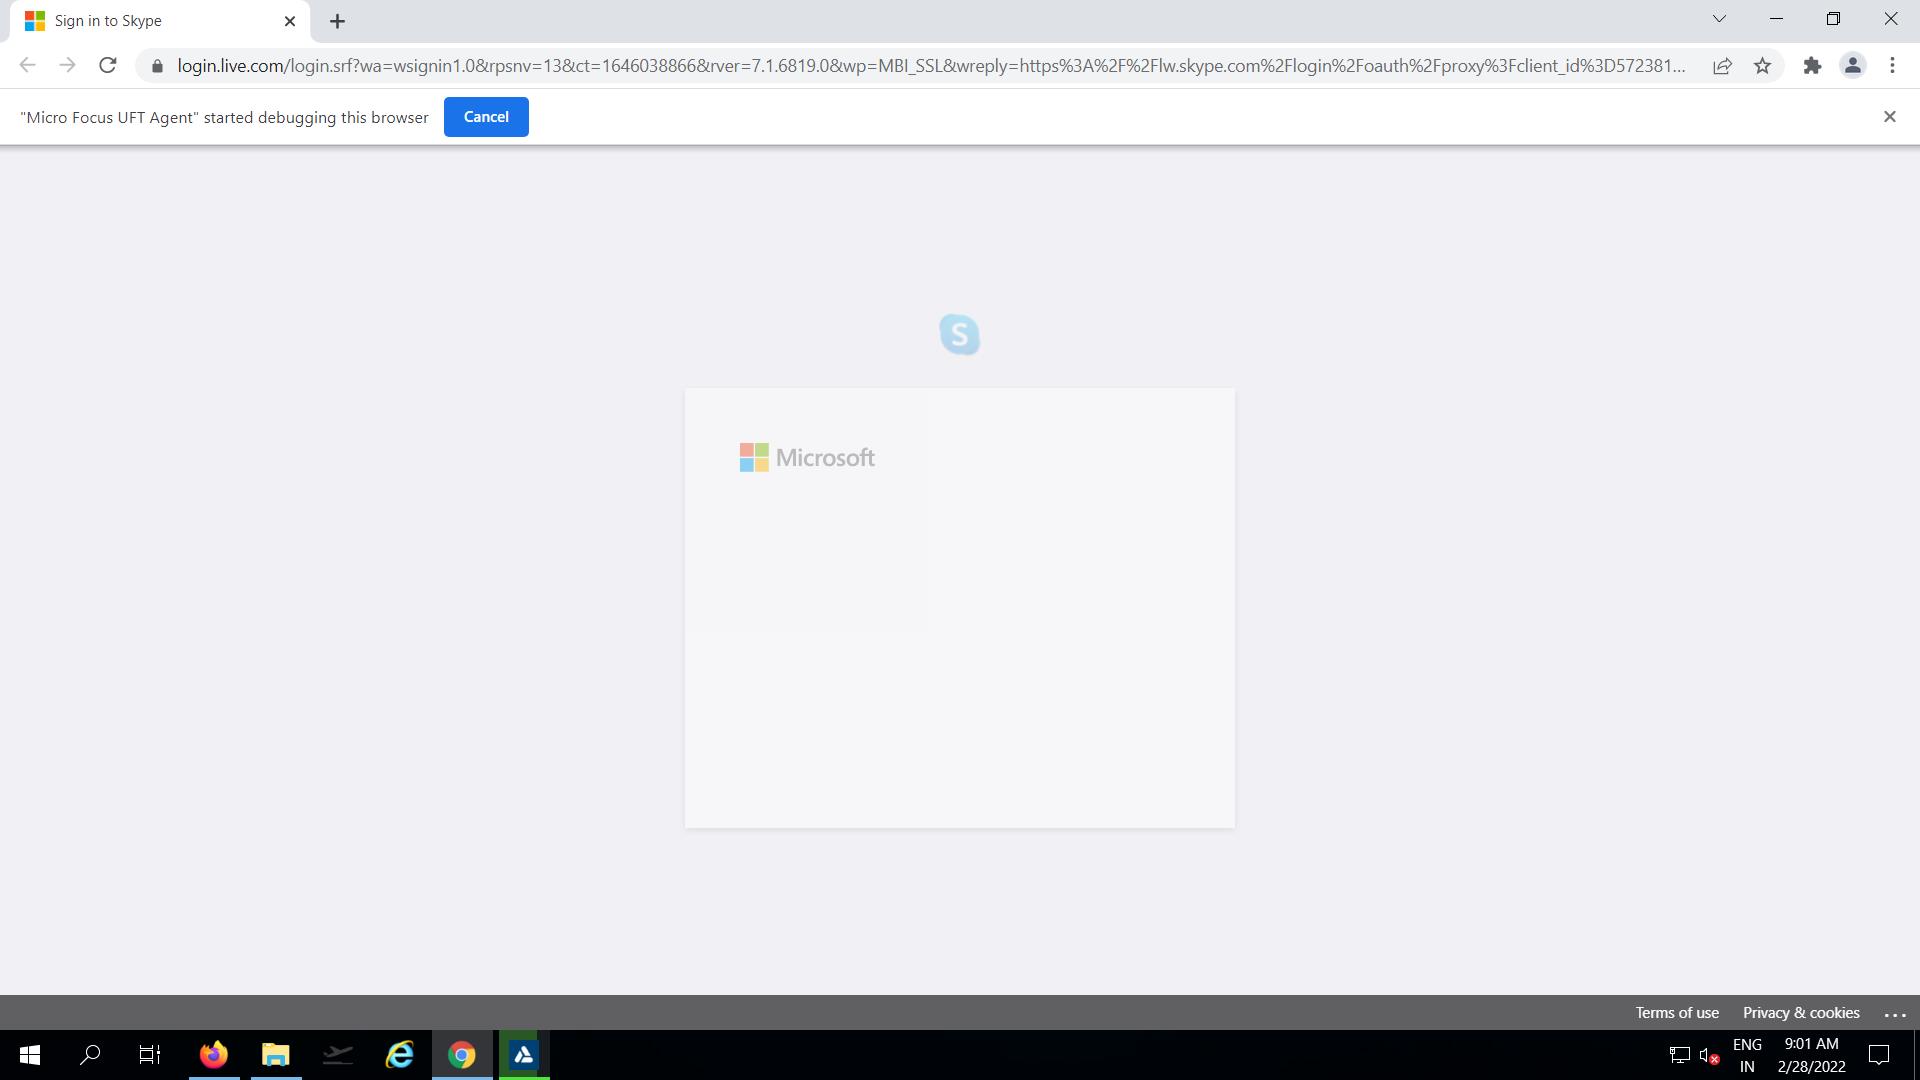 Sign in to Skype
login.live.com/login.srf?wa=wsignin1.0&rpsnv=13&ct=1646038866&rver=7.1.6819.0&wp=MBI_SSL&wreply=https%3A%2F%2Flw.skype.com%2Flogin%2Foauth%2Fproxy%3Fclient_id%3D572381...
"Micro Focus UFT Agent" started debugging this browser Cancel
S
Microsoft
Terms of use Privacy & cookies ...
ENG 9:01 AM
IN 2/28/2022